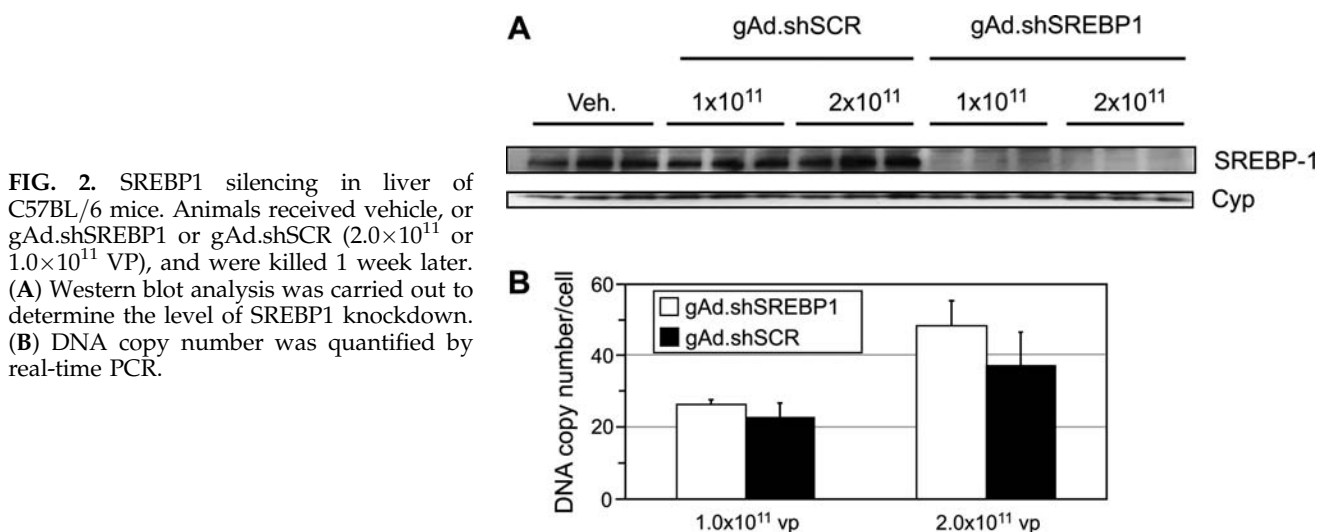 FIG. 2. SREBP1 silencing in liver of
C57BL/6 mice. Animals received vehicle, or
gAd.shSREBP1 or gAd.shSCR (2.0×10¹¹ or
1.0×10¹¹ VP), and were killed 1 week later.
(A) Western blot analysis was carried out to
determine the level of SREBP1 knockdown.
(B) DNA copy number was quantified by
real-time PCR.
A
gAd.shSCR gAd.shSREBP1
Veh. 1x10¹¹ 2x10¹¹ 1x10¹¹ 2x10¹¹
SREBP-1
Cyp
B
DNA copy number/cell
60
40
20
0
gAd.shSREBP1
gAd.shSCR
1.0x10¹¹ vp 2.0x10¹¹ vp